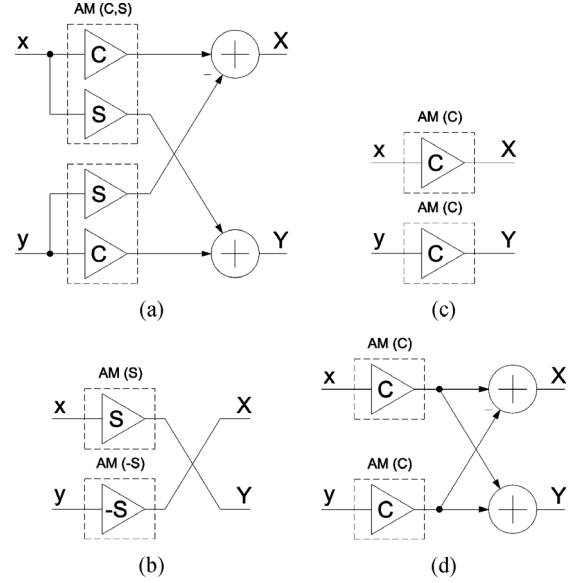 AM (C,S)
x C + X
−
S
S
y C + Y
(a)
AM (C)
x C X
AM (C)
y C Y
(c)
AM (S)
x S X
AM (-S)
y -S Y
(b)
AM (C)
x C + X
−
AM (C)
y C + Y
(d)